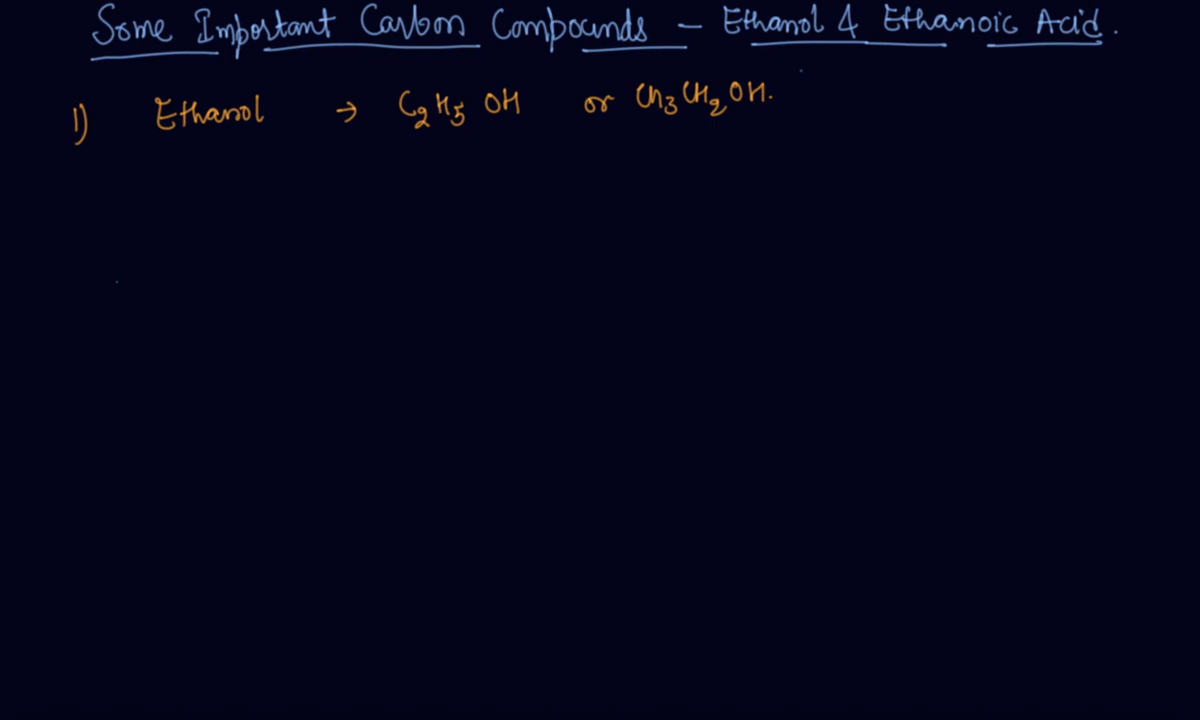 Some Important Carbon Compounds - Ethanol & Ethanoic Acid.
1) Ethanol → C₂H₅ OH or CH₃CH₂OH.